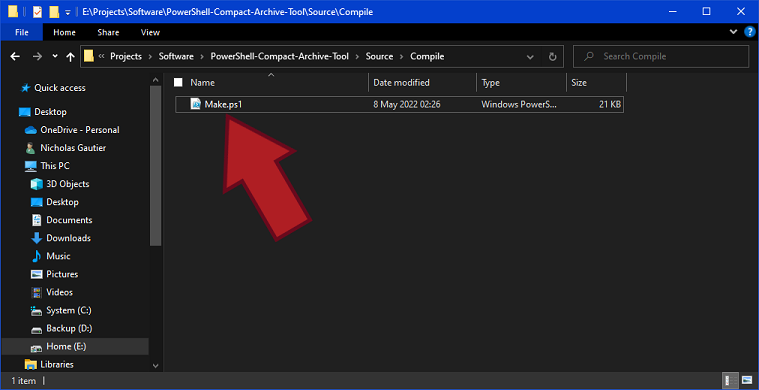 E:\Projects\Software\PowerShell-Compact-Archive-Tool\Source\Compile
File Home Share View
Projects Software PowerShell-Compact-Archive-Tool Source Compile
Search Compile
Name Date modified Type Size
Make.ps1 8 May 2022 02:26 Windows PowerS... 21 KB
Quick access
Desktop
OneDrive - Personal
Nicholas Gautier
This PC
3D Objects
Desktop
Documents
Downloads
Music
Pictures
Videos
System (C:)
Backup (D:)
Home (E:)
Libraries
1 item